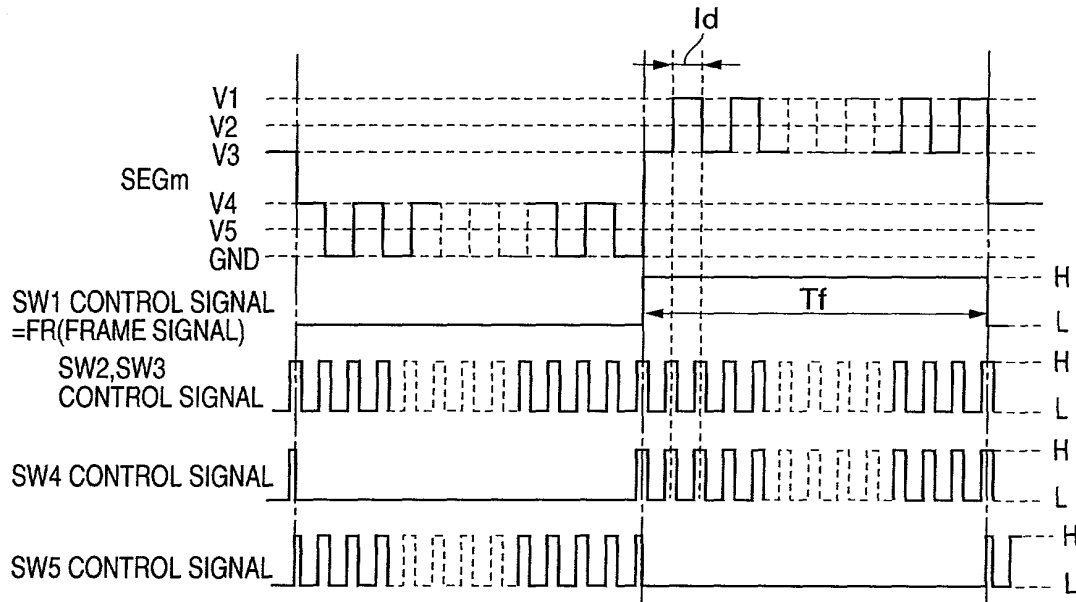 Id
V1
V2
V3
SEGm
V4
V5
GND
H
SW1 CONTROL SIGNAL
=FR(FRAME SIGNAL)
Tf
L
SW2,SW3
CONTROL SIGNAL
H
L
SW4 CONTROL SIGNAL
H
L
SW5 CONTROL SIGNAL
H
L